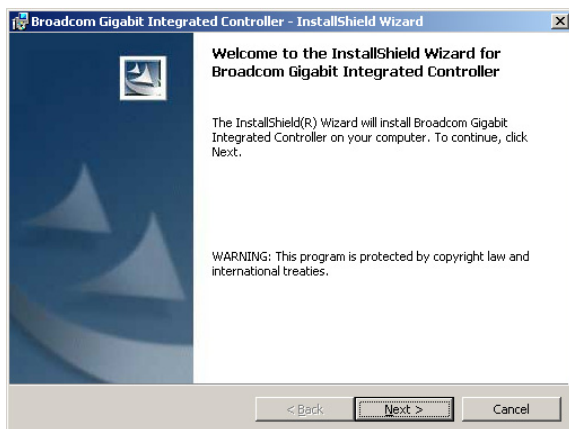 Broadcom Gigabit Integrated Controller - InstallShield Wizard
Welcome to the InstallShield Wizard for
Broadcom Gigabit Integrated Controller
The InstallShield(R) Wizard will install Broadcom Gigabit
Integrated Controller on your computer. To continue, click
Next.
WARNING: This program is protected by copyright law and
international treaties.
< Back
Next >
Cancel